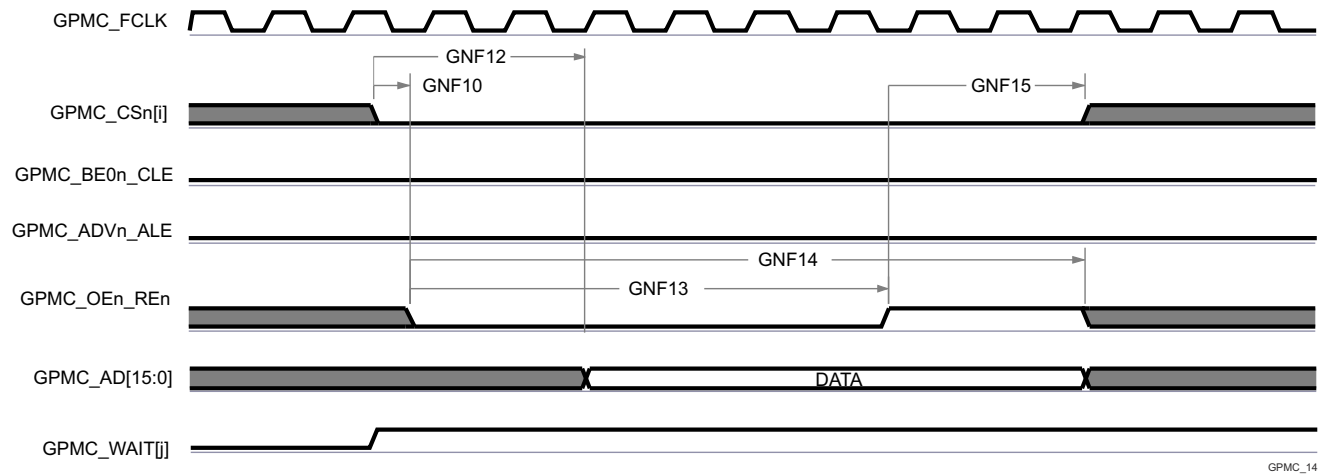 GPMC_FCLK
GNF12
GNF10
GNF15
GPMC_CSn[i]
GPMC_BE0n_CLE
GPMC_ADVn_ALE
GNF14
GNF13
GPMC_OEn_REn
GPMC_AD[15:0]
DATA
GPMC_WAIT[j]
GPMC_14